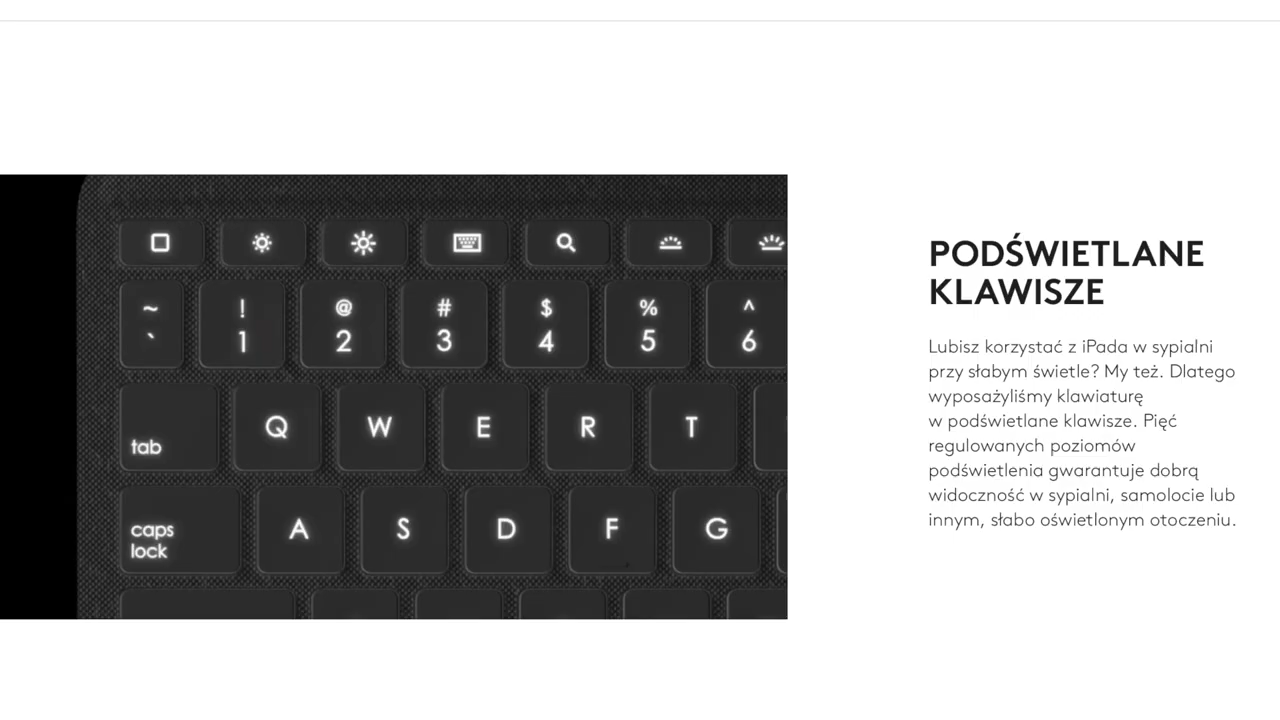 ~ ! @ # $ % ^
` 1 2 3 4 5 6
tab Q W E R T
caps
lock A S D F G
PODŚWIETLANE
KLAWISZE
Lubisz korzystać z iPada w sypialni
przy słabym świetle? My też. Dlatego
wyposażyliśmy klawiaturę
w podświetlane klawisze. Pięć
regulowanych poziomów
podświetlenia gwarantuje dobrą
widoczność w sypialni, samolocie lub
innym, słabo oświetlonym otoczeniu.